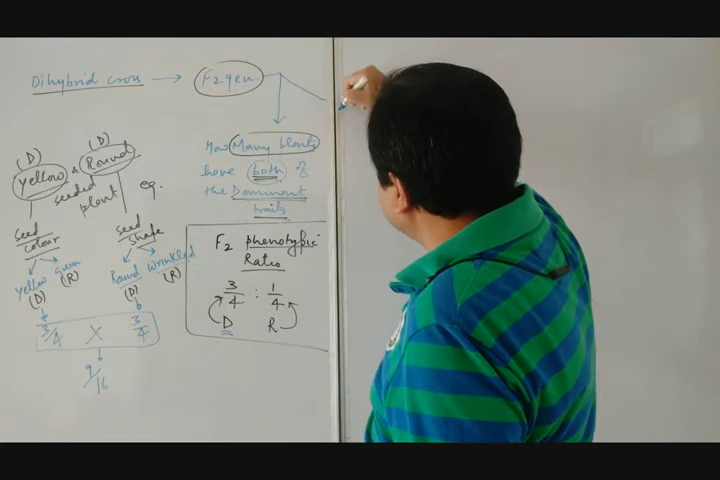 Dihybrid cross → F2 gen
How Many plants
have both of
the Dominant
traits
(D) (D)
Yellow & Round
seeded
plant
eg.
seed
colour
seed
shape
Yellow green
(D) (R)
Round wrinkled
(D) (R)
3/4 X 3/4
9/16
F2 phenotypic
Ratio
3/4 : 1/4
D R